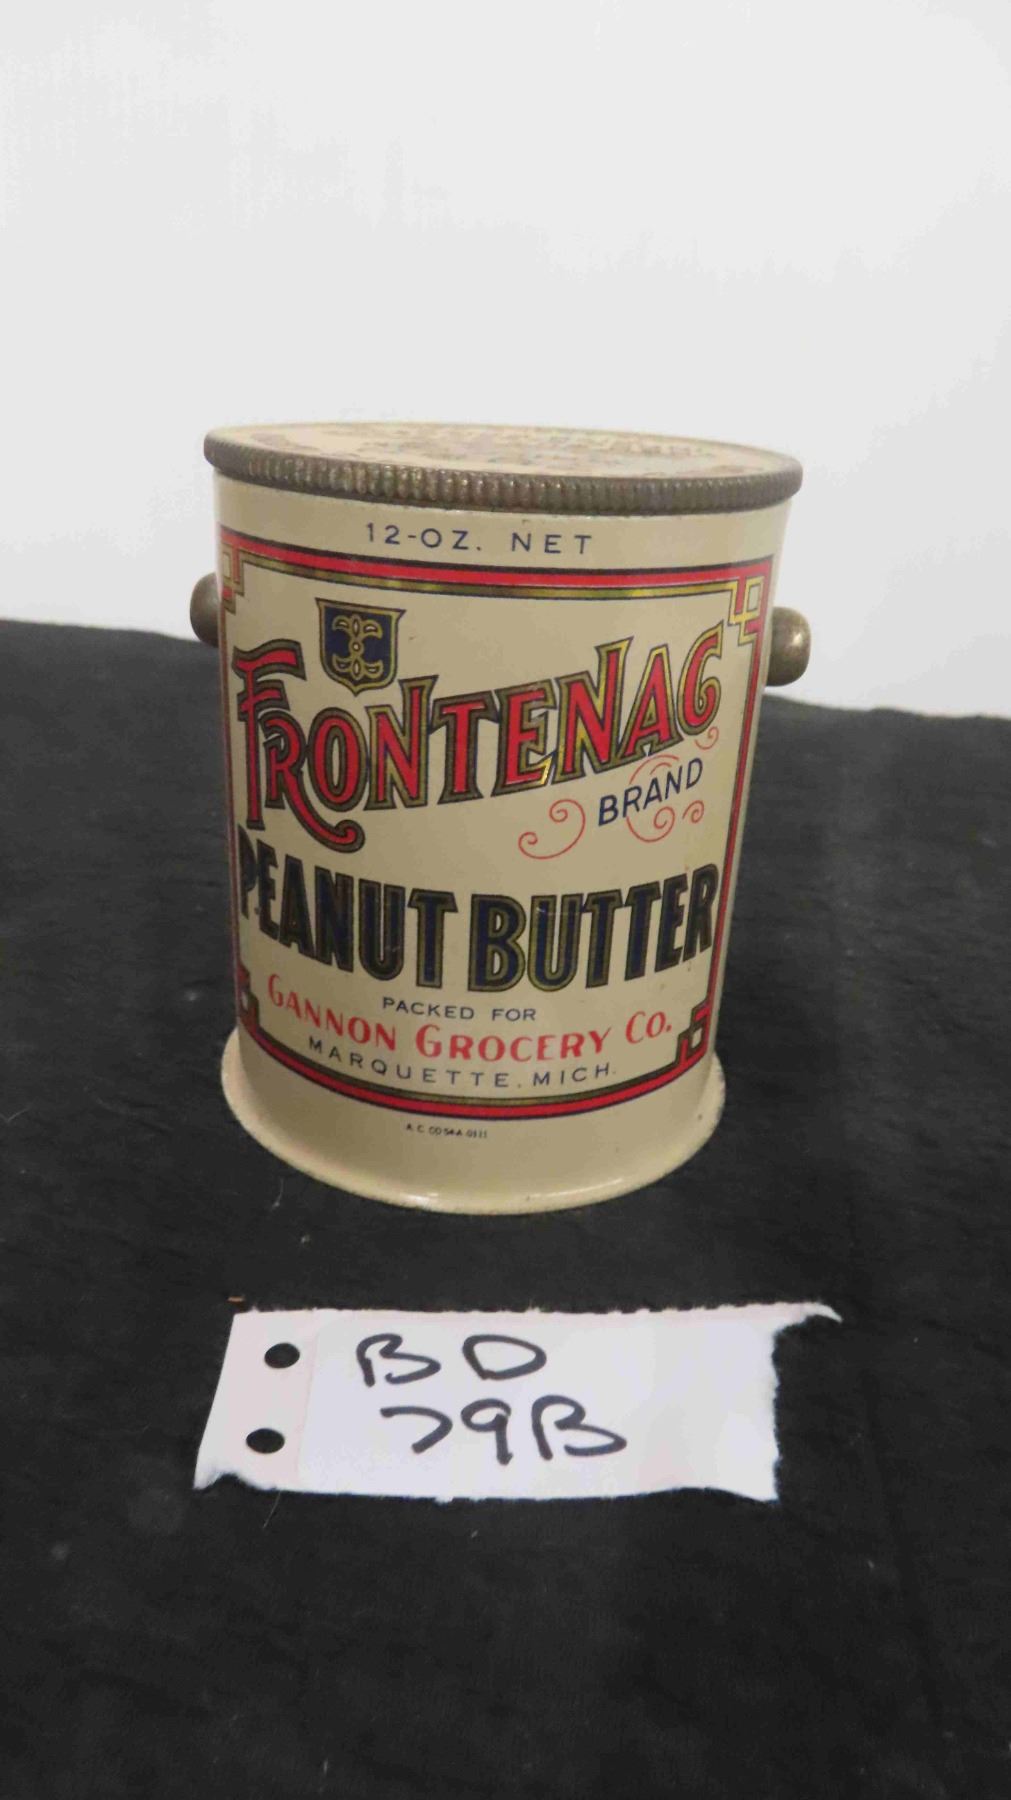 12-OZ. NET
FRONTENAC
BRAND
PEANUT BUTTER
PACKED FOR
GANNON GROCERY CO.
MARQUETTE, MICH.
BD
79B